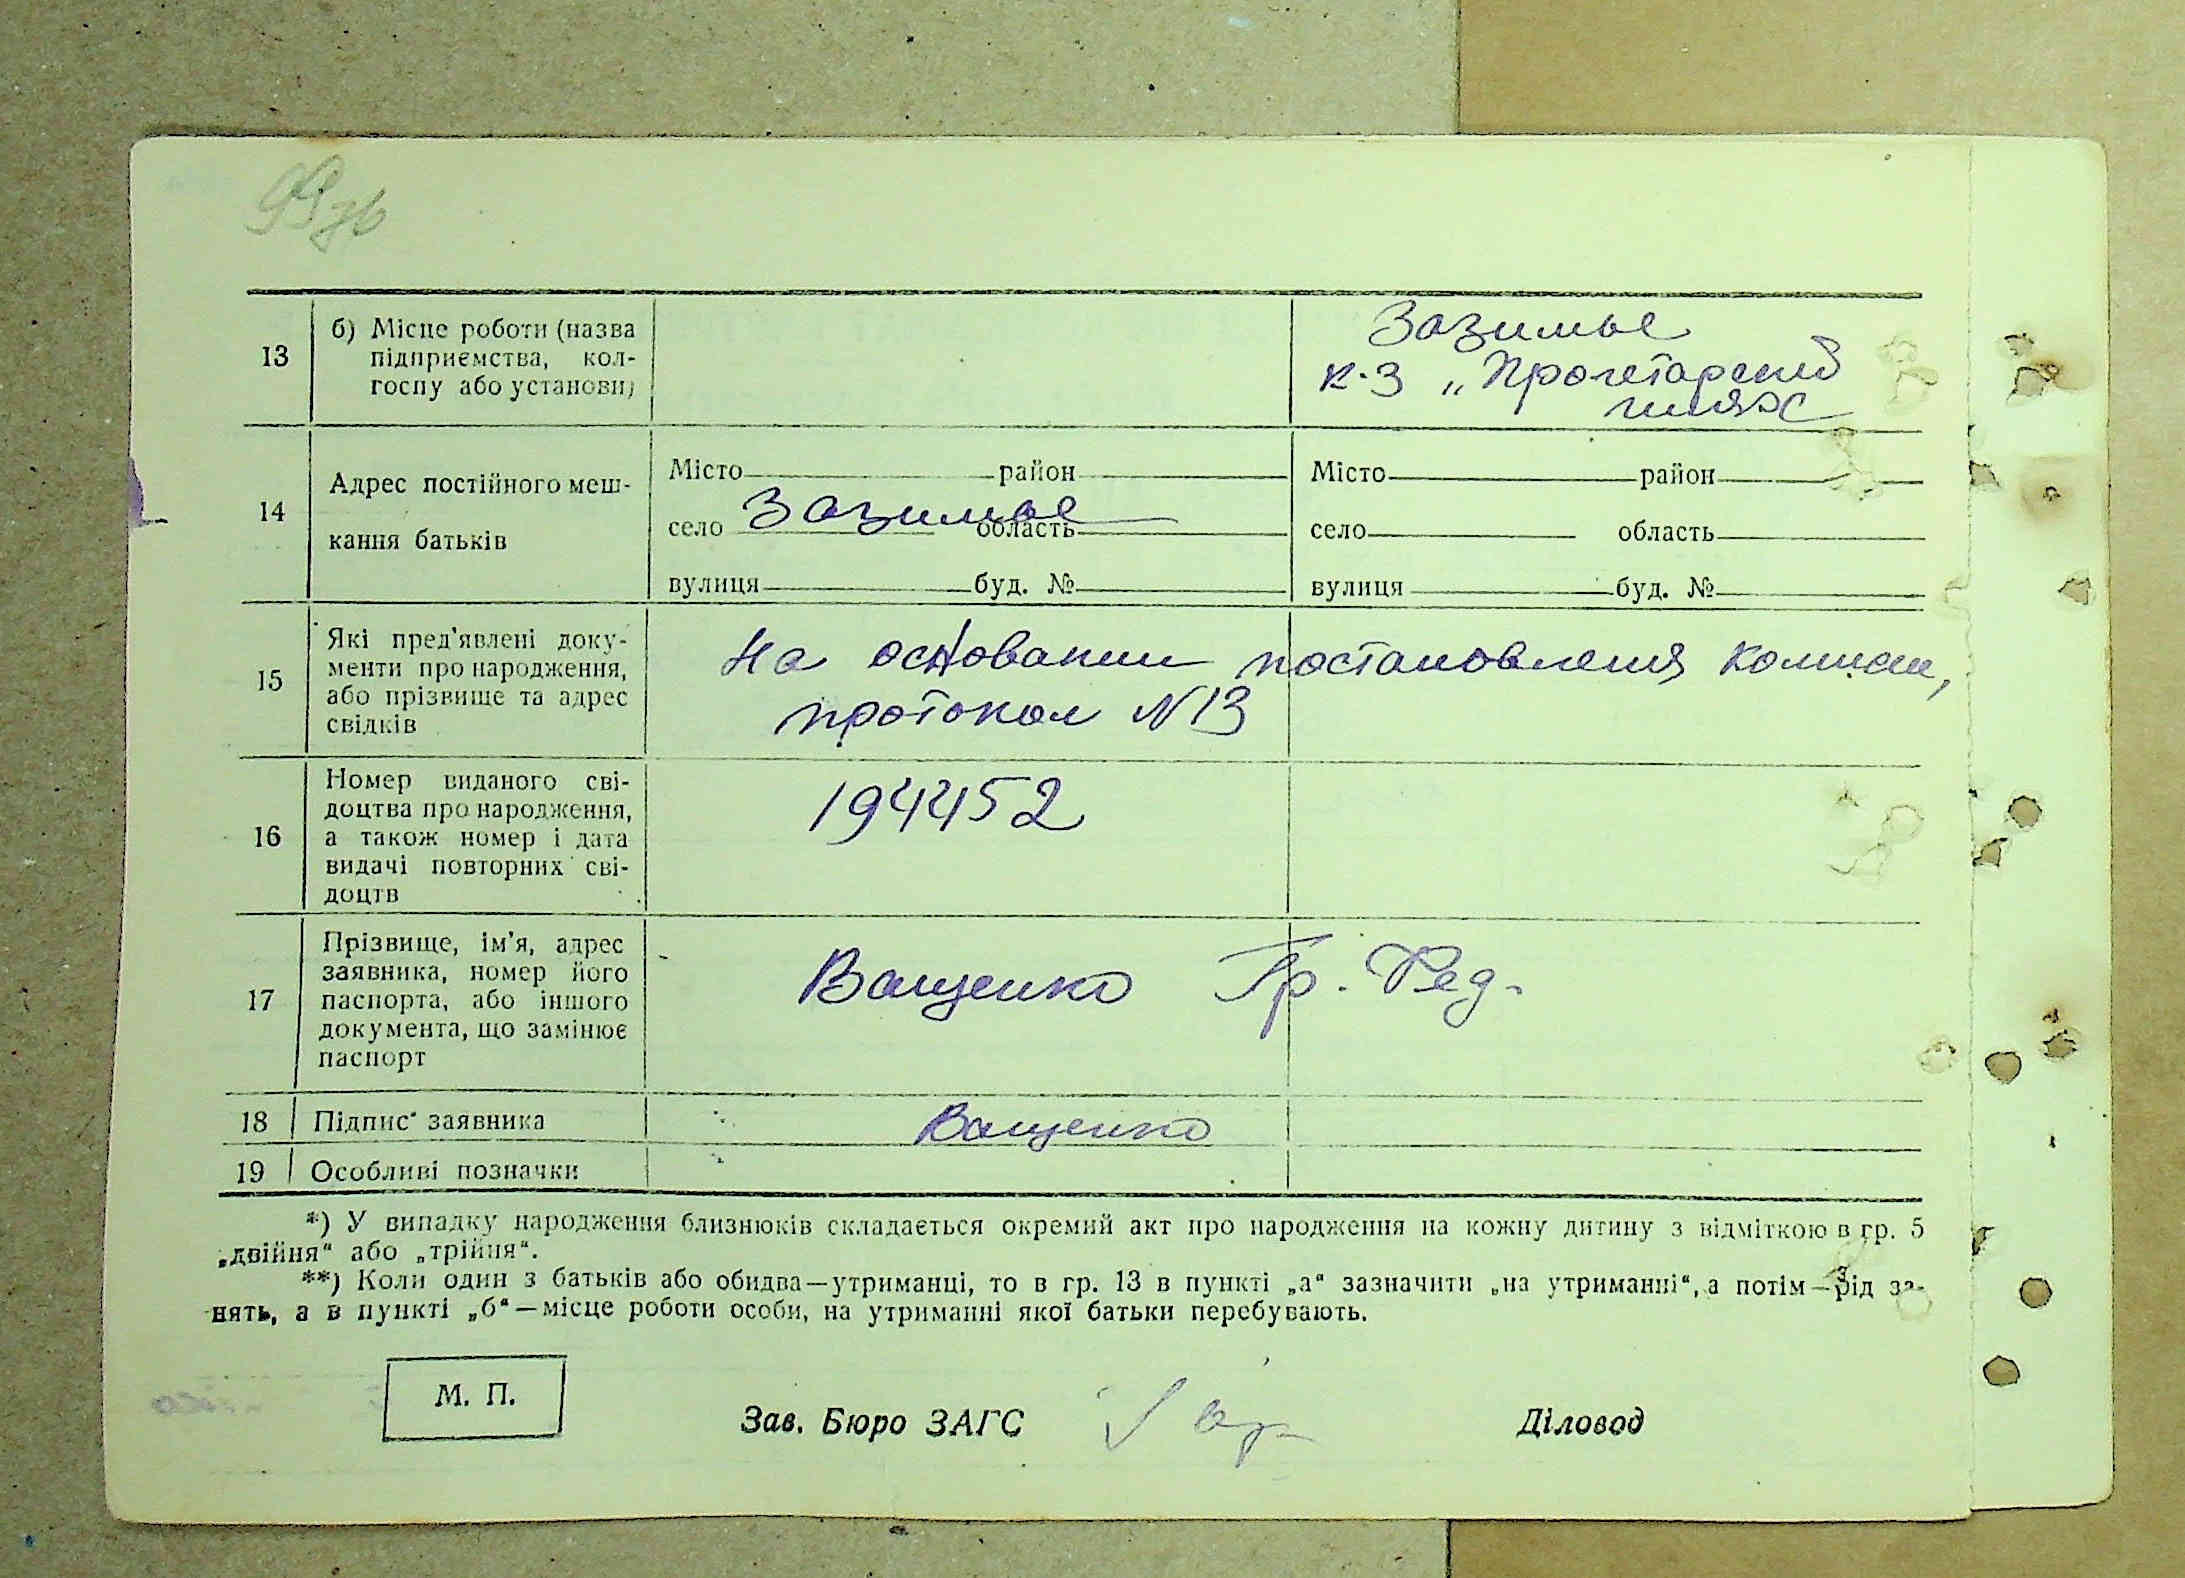 99 зв
13 б) Місце роботи (назва
підприємства, кол-
госпу або установи)
Зазимье
к-з „Пролетарский
шлях
14 Адрес постійного меш-
кання батьків
Місто район
село Зазимье область
вулиця буд. №
Місто район
село область
вулиця буд. №
15 Які пред'явлені доку-
менти про народження,
або прізвище та адрес
свідків
На основании постановления комисии,
протокол N13
16 Номер виданого сві-
доцтва про народження,
а також номер і дата
видачі повторних сві-
доцтв
194452
17 Прізвище, ім'я, адрес
заявника, номер його
паспорта, або іншого
документа, що замінює
паспорт
Ващенко Гр. Фед.
18 Підпис заявника Ващенко
19 Особливі позначки
*) У випадку народження близнюків складається окремий акт про народження на кожну дитину з відміткою в гр. 5
„двійня“ або „трійня“.
**) Коли один з батьків або обидва—утриманці, то в гр. 13 в пункті „а“ зазначити „на утриманні“, а потім—рід за-
нять, а в пункті „б“—місце роботи особи, на утриманні якої батьки перебувають.
М. П.
Зав. Бюро ЗАГС Діловод